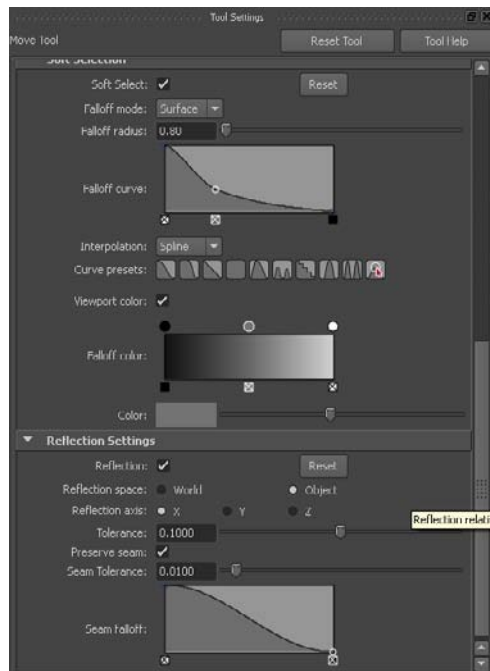 Tool Settings
Move Tool
Reset Tool
Tool Help
Soft Selection
Soft Select:
Reset
Falloff mode: Surface
Falloff radius: 0.80
Falloff curve:
Interpolation: Spline
Curve presets:
Viewport color:
Falloff color:
Color:
Reflection Settings
Reflection:
Reset
Reflection space: World Object
Reflection axis: X Y Z
Reflection relati
Tolerance: 0.1000
Preserve seam:
Seam Tolerance: 0.0100
Seam falloff: